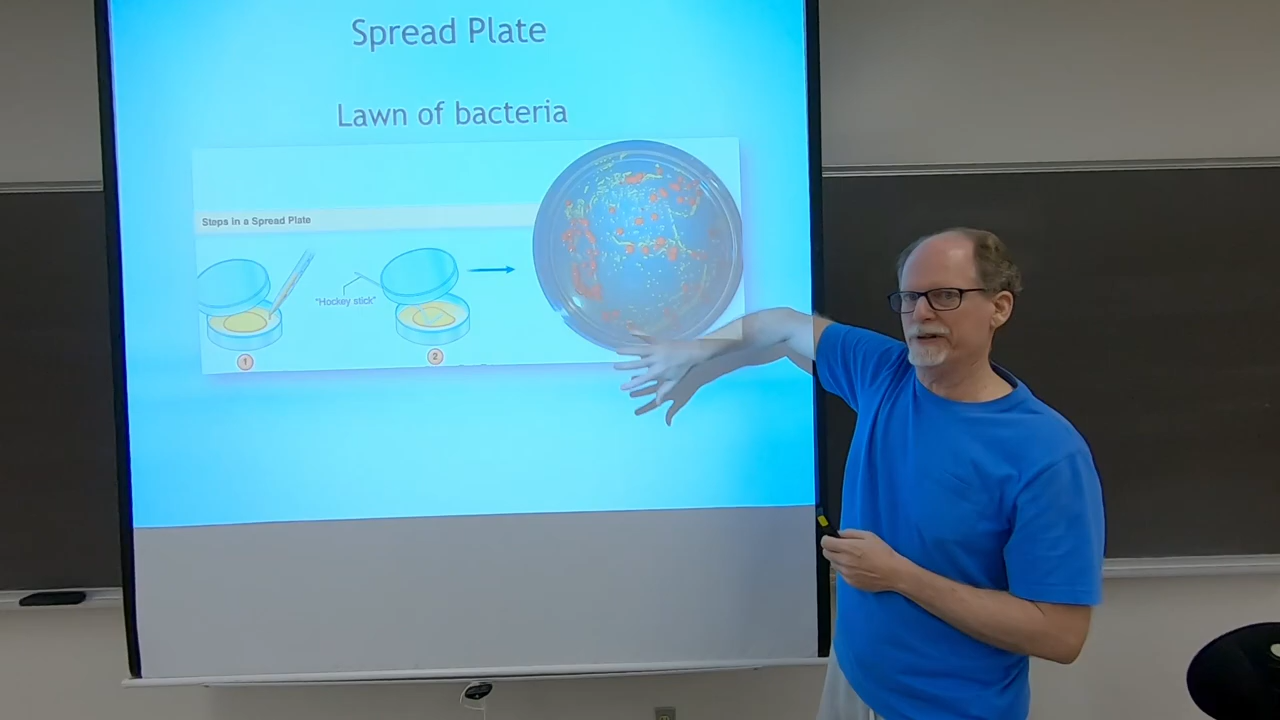 Spread Plate
Lawn of bacteria
Steps in a Spread Plate
"Hockey stick"
1
2